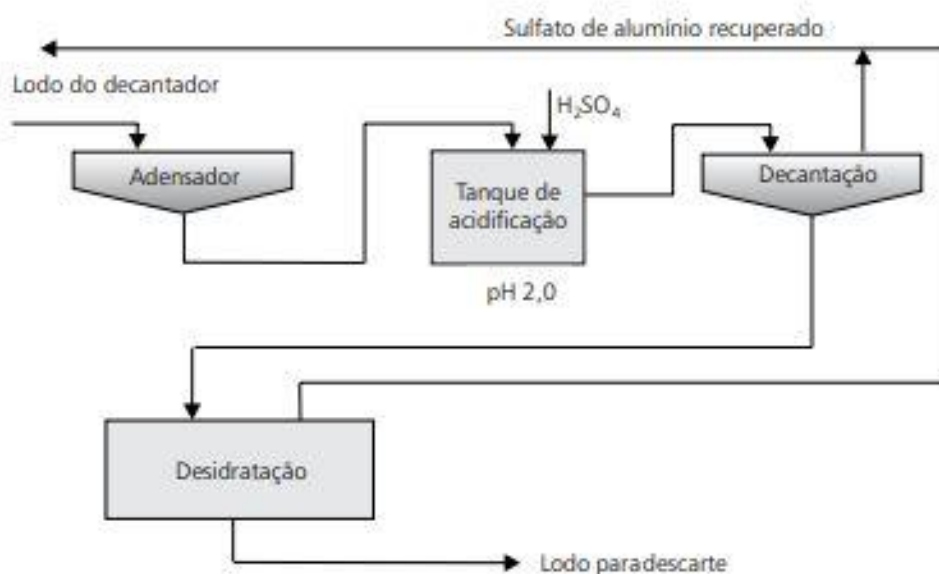 Sulfato de alumínio recuperado
Lodo do decantador
H₂SO₄
Adensador
Tanque de
acidificação
Decantação
pH 2,0
Desidratação
Lodo paradescarte